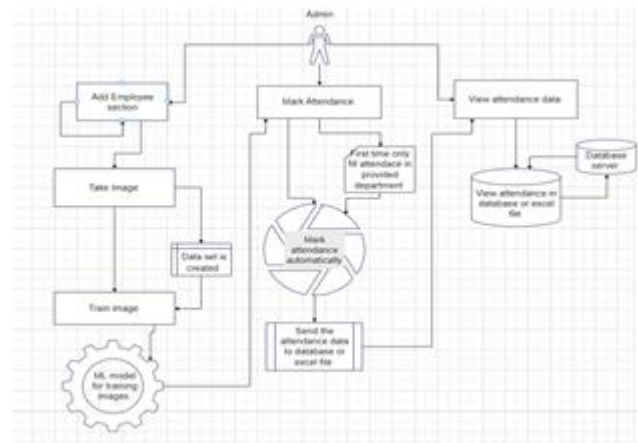 Admin
Add Employee
section
Mark Attendance
View attendance data
First time only
fill attendace in
provided
department
Database
server
Take Image
View attendance in
database or excel
file
Mark
attendance
automatically
Data set is
created
Train image
Send the
attendance data
to database or
excel file
ML model
for training
images